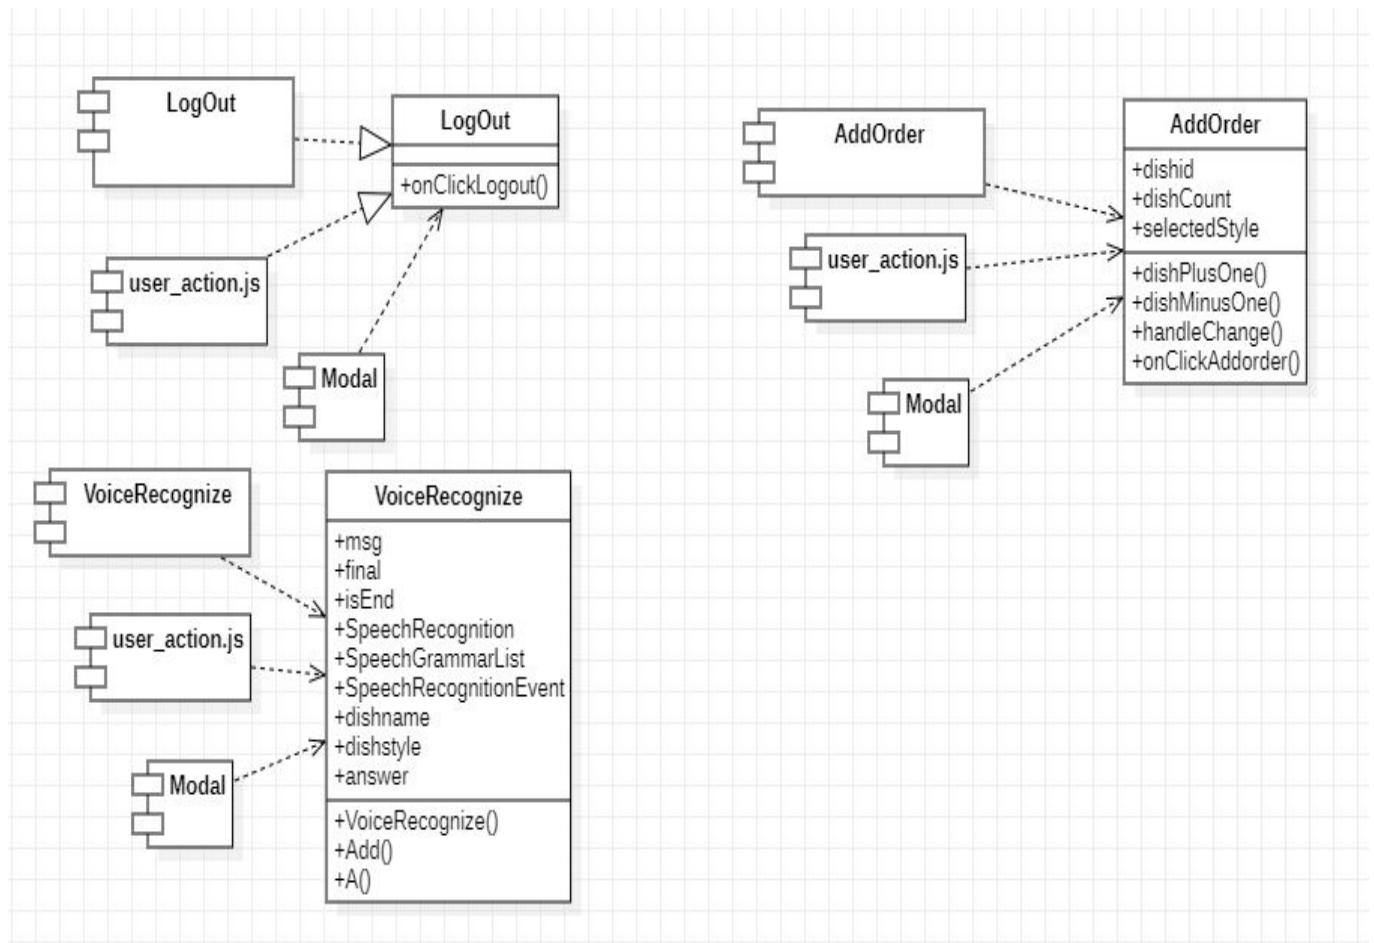 LogOut
LogOut
+onClickLogout()
user_action.js
Modal
AddOrder
AddOrder
+dishid
+dishCount
+selectedStyle
+dishPlusOne()
+dishMinusOne()
+handleChange()
+onClickAddorder()
user_action.js
Modal
VoiceRecognize
VoiceRecognize
+msg
+final
+isEnd
+SpeechRecognition
+SpeechGrammarList
+SpeechRecognitionEvent
+dishname
+dishstyle
+answer
+VoiceRecognize()
+Add()
+A()
user_action.js
Modal